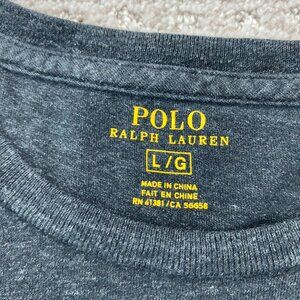 POLO
RALPH LAUREN
L/G
MADE IN CHINA
FAIT EN CHINE
RN 41381/CA 56658